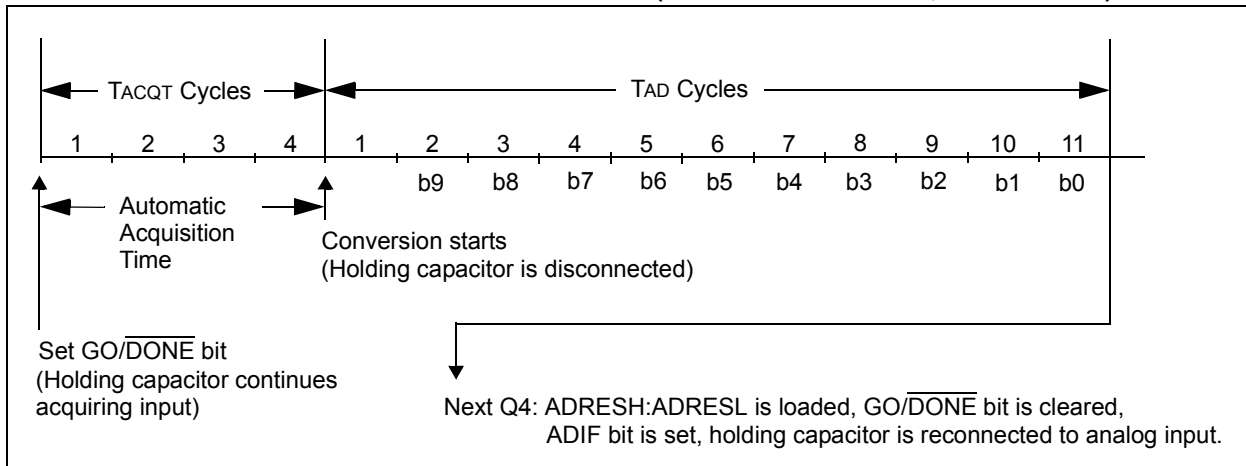 TACQT Cycles
TAD Cycles
1 2 3 4 1 2 3 4 5 6 7 8 9 10 11
b9 b8 b7 b6 b5 b4 b3 b2 b1 b0
Automatic
Acquisition
Time
Conversion starts
(Holding capacitor is disconnected)
Set GO/DONE bit
(Holding capacitor continues
acquiring input)
Next Q4: ADRESH:ADRESL is loaded, GO/DONE bit is cleared,
ADIF bit is set, holding capacitor is reconnected to analog input.